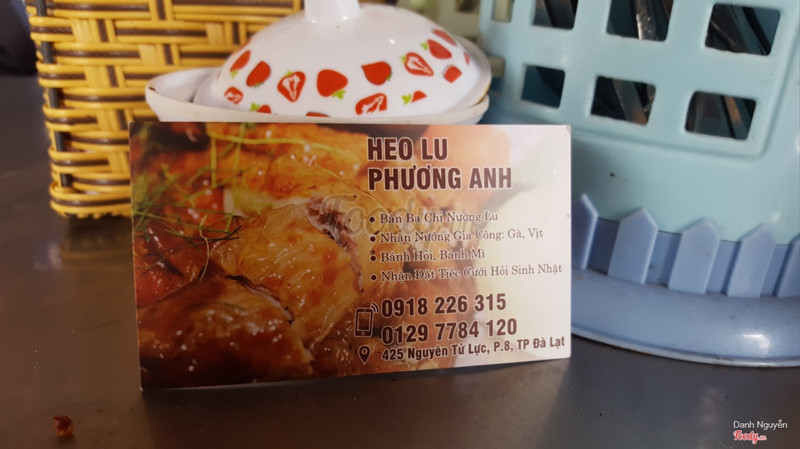 HEO LU
PHƯƠNG ANH
• Bán Ba Chỉ Nướng Lu
• Nhận Nướng Gia Công: Gà, Vịt
• Bánh Hỏi, Bánh Mì
• Nhận Đặt Tiệc Cưới Hỏi Sinh Nhật
0918 226 315
0129 7784 120
425 Nguyên Tử Lực, P.8, TP Đà Lạt
Foody
Danh Nguyễn
Foody.vn